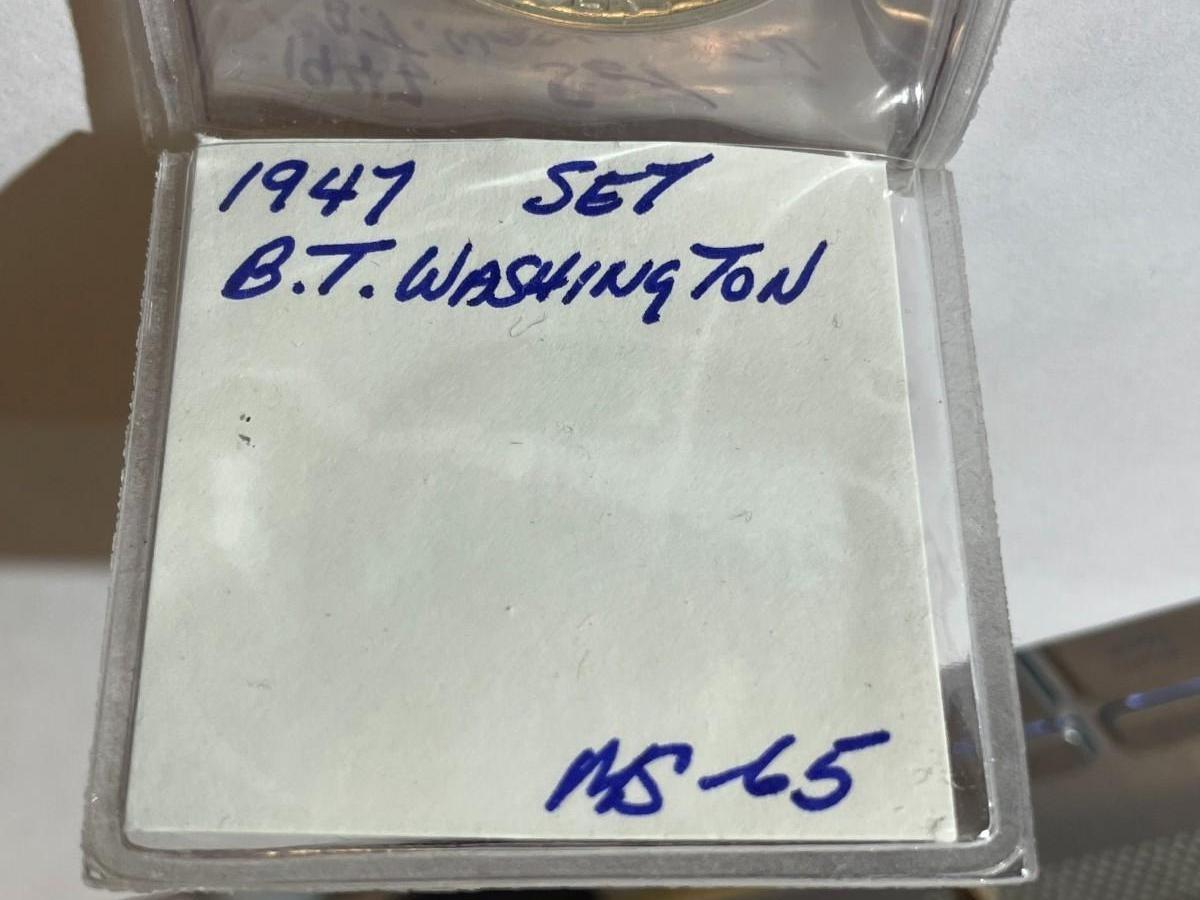 1947 SET
B.T. WASHINGTON
MS-65